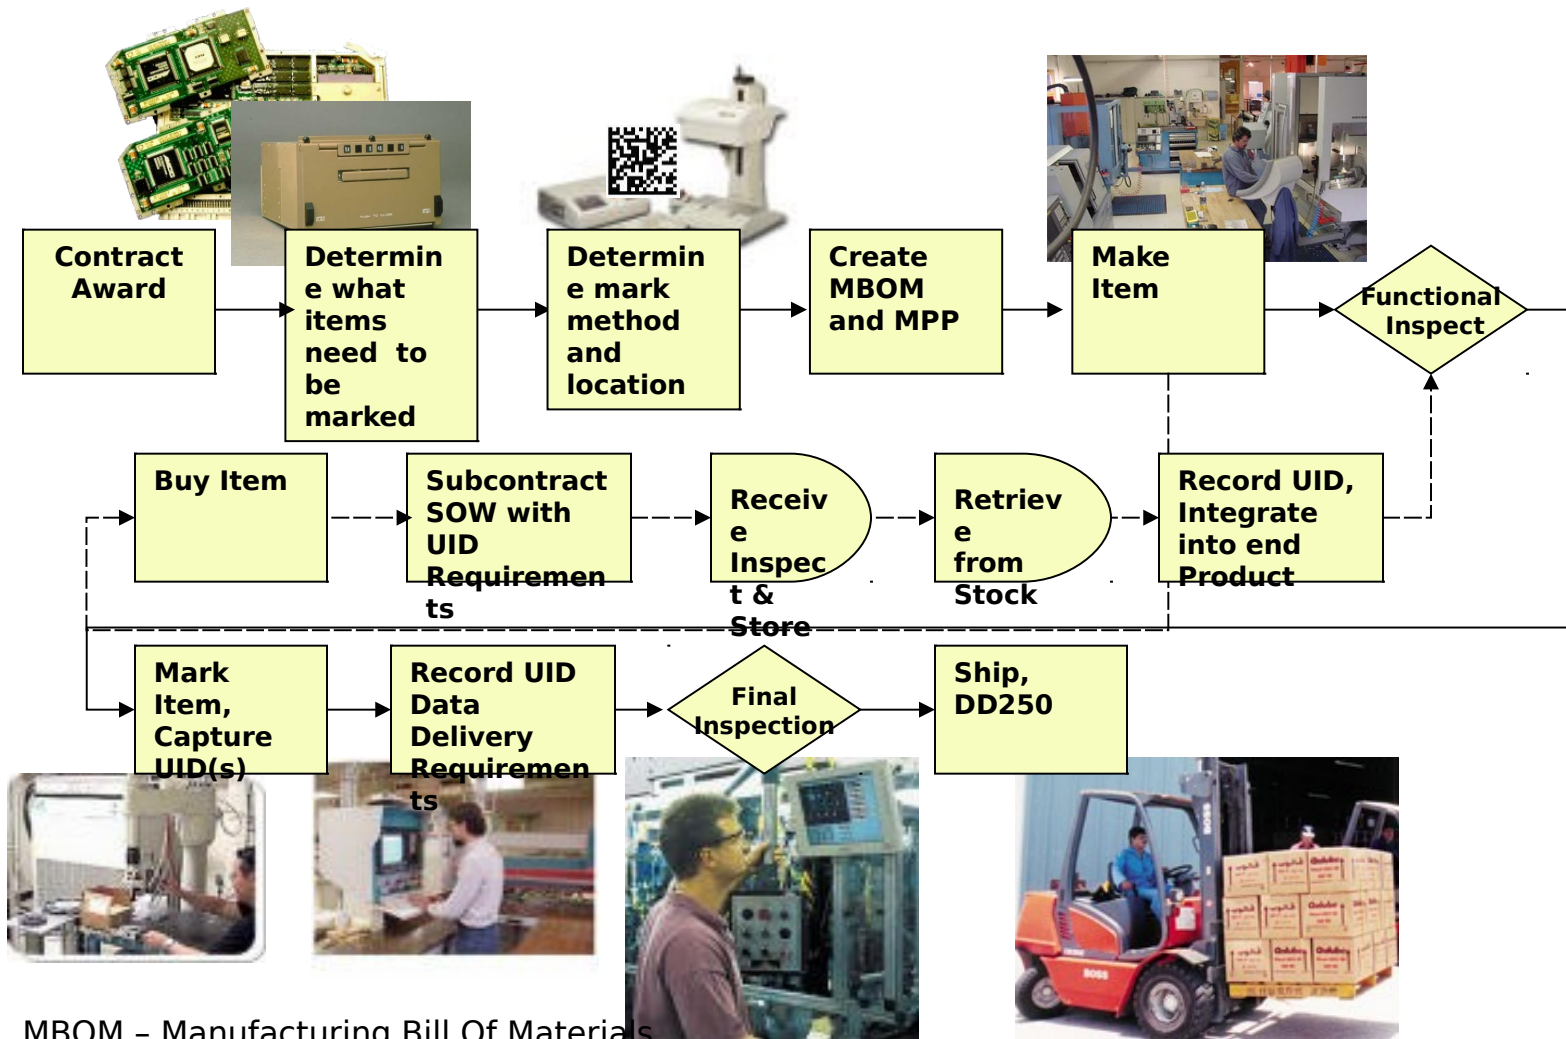 Contract
Award
Determin
e what
items
need to
be
marked
Determin
e mark
method
and
location
Create
MBOM
and MPP
Make
Item
Functional
Inspect
Buy Item
Subcontract
SOW with
UID
Requiremen
ts
Receiv
e
Inspec
t &
Store
Retriev
e
from
Stock
Record UID,
Integrate
into end
Product
Mark
Item,
Capture
UID(s)
Record UID
Data
Delivery
Requiremen
ts
Final
Inspection
Ship,
DD250
BOSS
BOSS
MBOM – Manufacturing Bill Of Materials